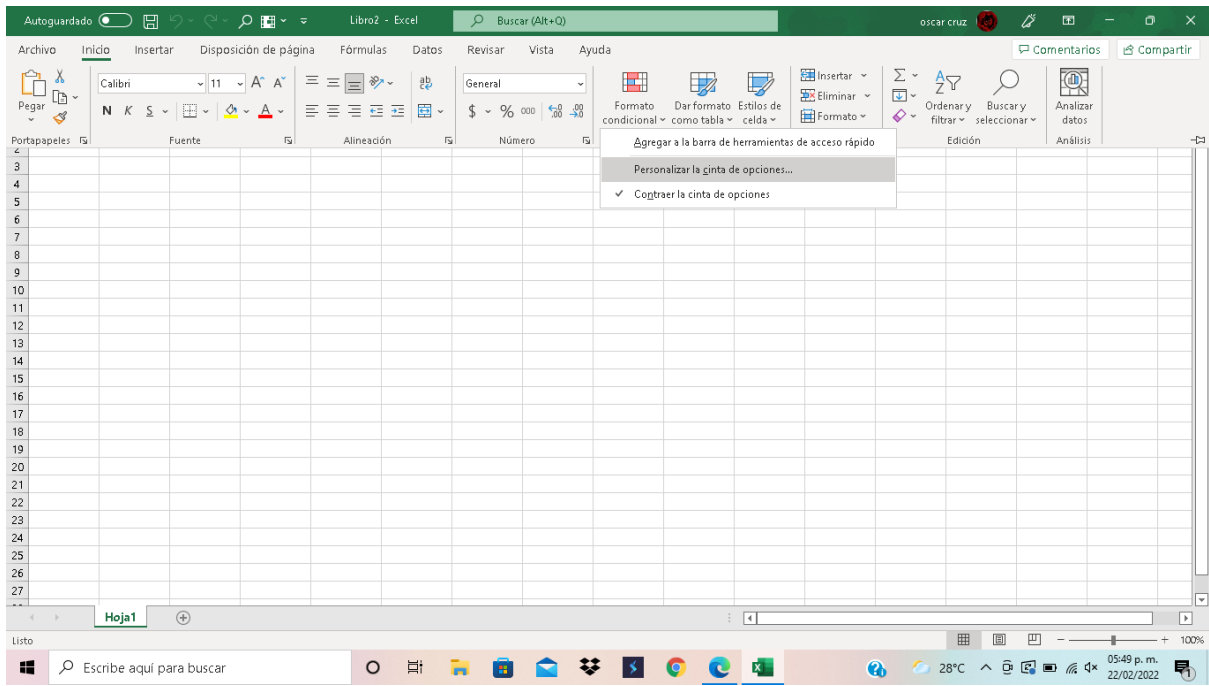 Autoguardado
Libro2 - Excel
Buscar (Alt+Q)
oscar cruz
Archivo Inicio Insertar Disposición de página Fórmulas Datos Revisar Vista Ayuda
Comentarios Compartir
Pegar
Calibri 11
N K S
A A A
ab
General
$ % 000
Formato condicional
Dar formato como tabla
Estilos de celda
Insertar
Eliminar
Formato
Ordenar y filtrar
Buscar y seleccionar
Analizar datos
Portapapeles Fuente Alineación Número Edición Análisis
Agregar a la barra de herramientas de acceso rápido
Personalizar la cinta de opciones...
Contraer la cinta de opciones
2
3
4
5
6
7
8
9
10
11
12
13
14
15
16
17
18
19
20
21
22
23
24
25
26
27
Hoja1
Listo
100%
Escribe aquí para buscar
28°C
05:49 p. m.
22/02/2022